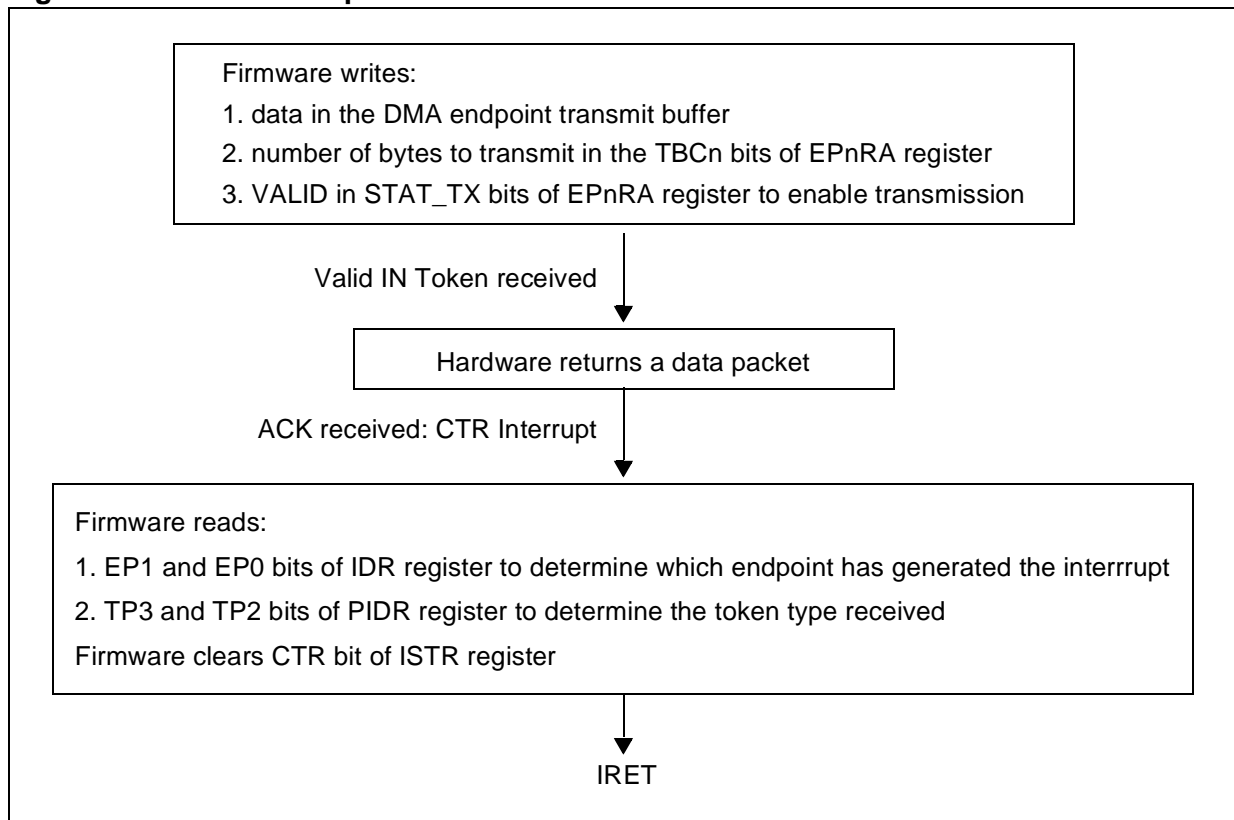 Firmware writes:
1. data in the DMA endpoint transmit buffer
2. number of bytes to transmit in the TBCn bits of EPnRA register
3. VALID in STAT_TX bits of EPnRA register to enable transmission
Valid IN Token received
Hardware returns a data packet
ACK received: CTR Interrupt
Firmware reads:
1. EP1 and EP0 bits of IDR register to determine which endpoint has generated the interrrupt
2. TP3 and TP2 bits of PIDR register to determine the token type received
Firmware clears CTR bit of ISTR register
IRET